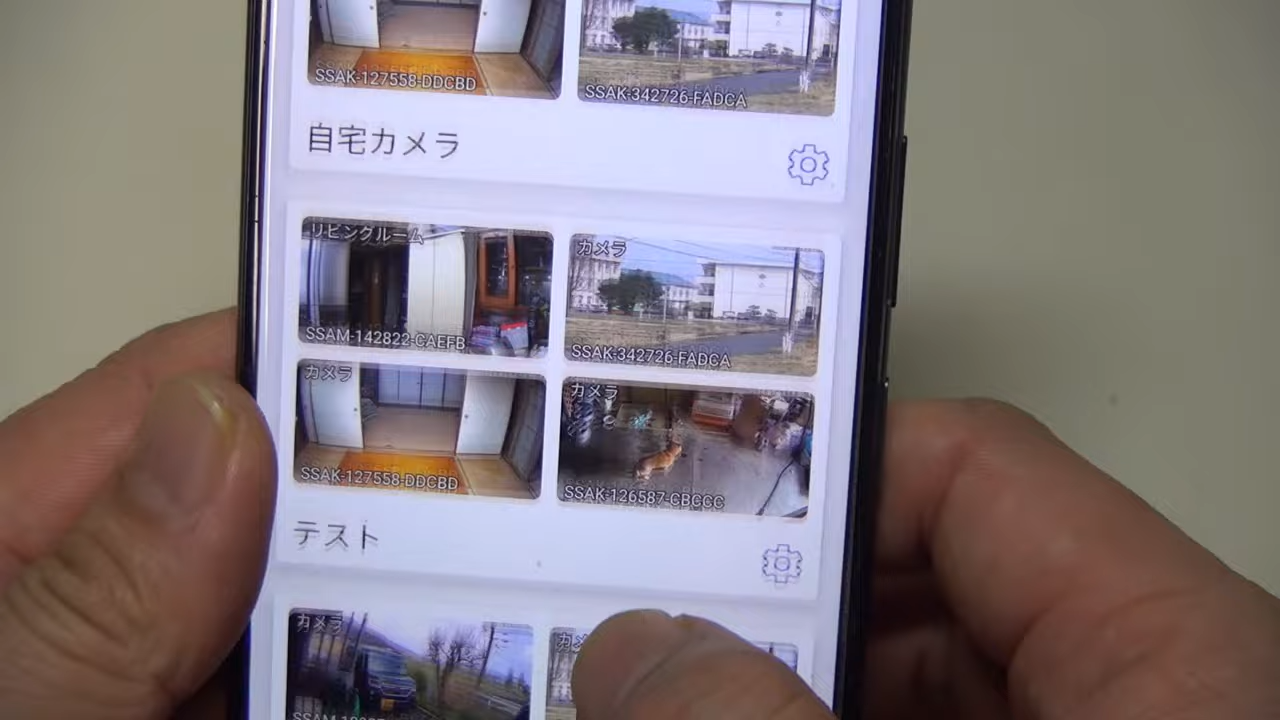 SSAK-127558-DDCBD
SSAK-342726-FADCA
自宅カメラ
リビングルーム
カメラ
SSAM-142822-CAEFB
SSAK-342726-FADCA
カメラ
カメラ
SSAK-127558-DDCBD
SSAK-126587-CBCCC
テスト
カメラ